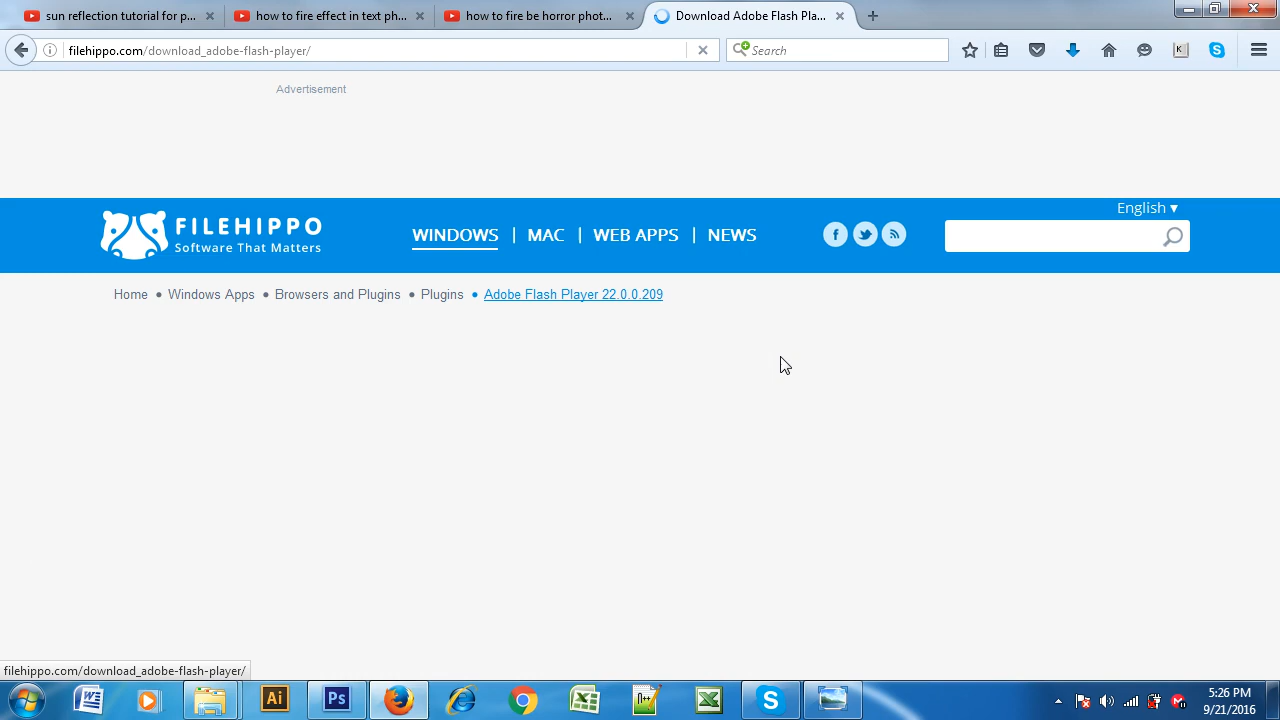 sun reflection tutorial for p...
how to fire effect in text ph...
how to fire be mirror phot...
Download Adobe Flash Pla...
filehippo.com/download_adobe-flash-player/
Search
Advertisement
English ▾
FILEHIPPO
Software That Matters
WINDOWS | MAC | WEB APPS | NEWS
Home • Windows Apps • Browsers and Plugins • Plugins • Adobe Flash Player 22.0.0.209
filehippo.com/download_adobe-flash-player/
Ai
Ps
5:26 PM
9/21/2016